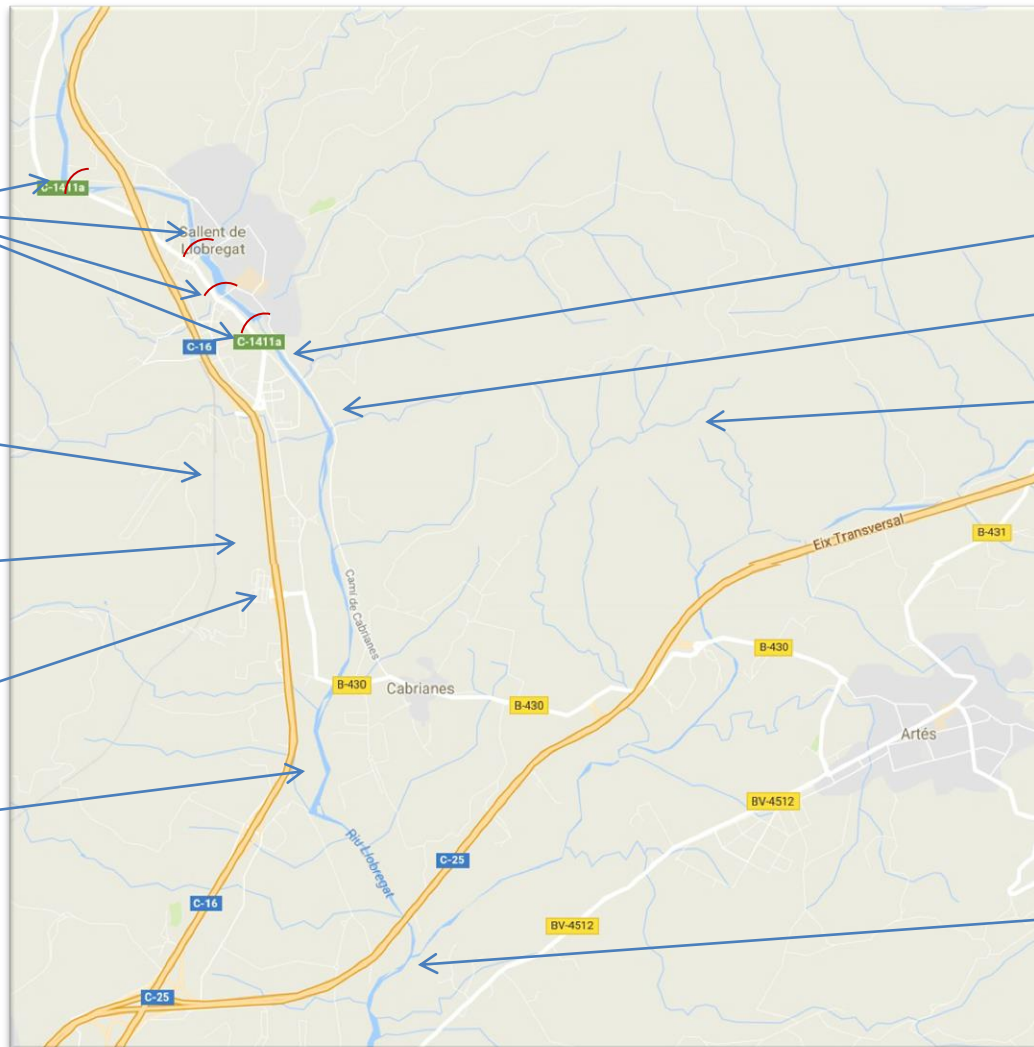 C-1411a
Sallent de
Llobregat
C-16
C-1411a
Eix Transversal
B-431
Camí de Cabrianes
B-430
B-430
Cabrianes
B-430
Artés
BV-4512
Riu Llobregat
C-25
C-16
BV-4512
C-25